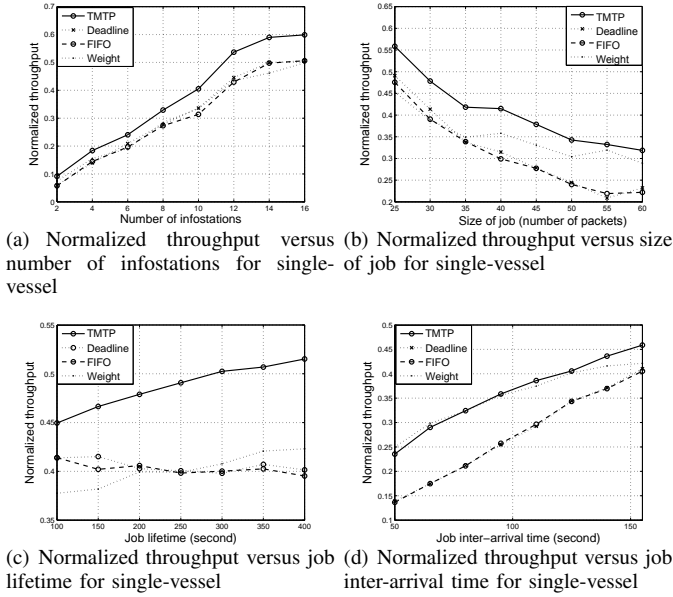 0.7
0.6
0.5
0.4
0.3
0.2
0.1
0
Normalized throughput
TMTP
Deadline
FIFO
Weight
2 4 6 8 10 12 14 16
Number of infostations
0.65
0.6
0.55
0.5
0.45
0.4
0.35
0.3
0.25
0.2
Normalized throughput
TMTP
Deadline
FIFO
Weight
25 30 35 40 45 50 55 60
Size of job (number of packets)
(a) Normalized throughput versus
number of infostations for single-
vessel
(b) Normalized throughput versus size
of job for single-vessel
0.55
0.5
0.45
0.4
0.35
Normalized throughput
TMTP
Deadline
FIFO
Weight
100 150 200 250 300 350 400
Job lifetime (second)
0.5
0.45
0.4
0.35
0.3
0.25
0.2
0.15
0.1
Normalized throughput
TMTP
Deadline
FIFO
Weight
50 100 150
Job inter−arrival time (second)
(c) Normalized throughput versus job
lifetime for single-vessel
(d) Normalized throughput versus job
inter-arrival time for single-vessel